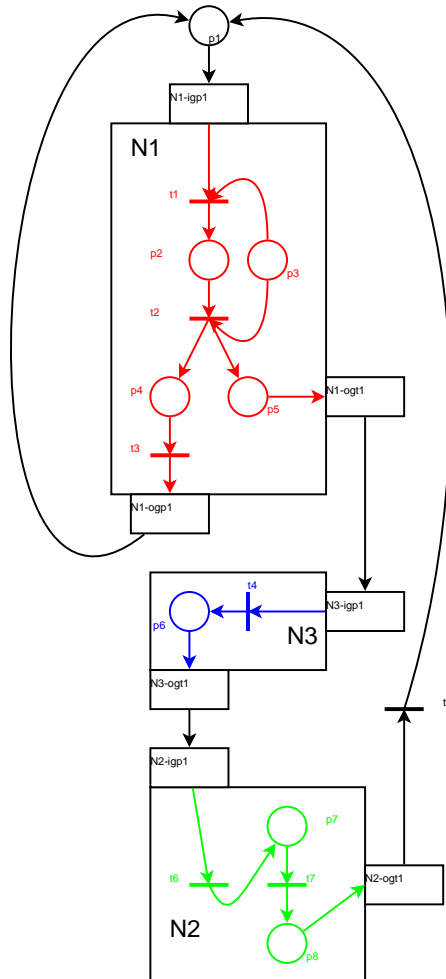 p1
N1-igp1
N1
t1
p2
p3
t2
p4
p5
N1-ogt1
t3
N1-ogp1
t4
N3-igp1
p6
N3
N3-ogt1
t
N2-igp1
p7
t6
t7
N2-ogt1
N2
p8